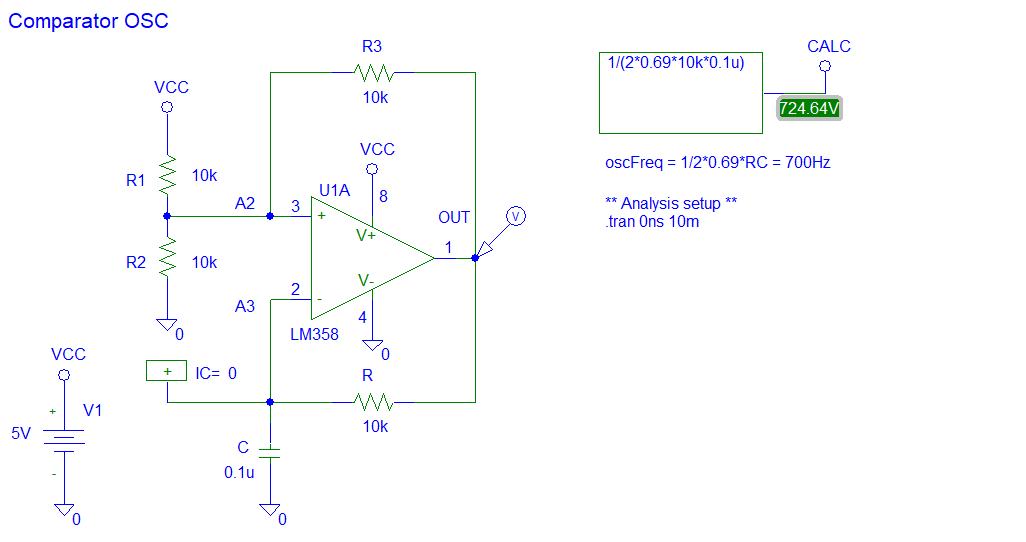 Comparator OSC
R3
10k
CALC
1/(2*0.69*10k*0.1u)
724.64V
VCC
R1
10k
VCC
U1A
8
oscFreq = 1/2*0.69*RC = 700Hz
A2
3
+
V+
OUT
V
** Analysis setup **
.tran 0ns 10m
1
R2
10k
2
-
V-
A3
4
LM358
0
0
VCC
+
IC= 0
R
10k
+
V1
5V
-
C
0.1u
0
0